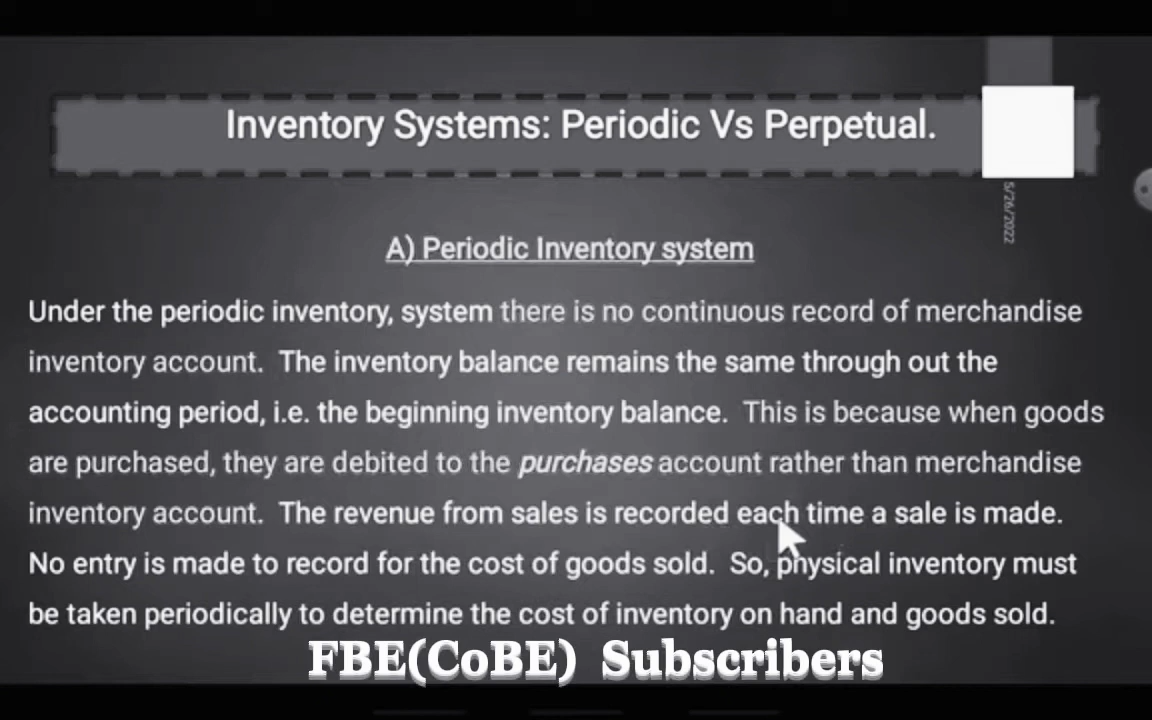 Inventory Systems: Periodic Vs Perpetual.
5/26/2022
A) Periodic Inventory system
Under the periodic inventory, system there is no continuous record of merchandise
inventory account. The inventory balance remains the same through out the
accounting period, i.e. the beginning inventory balance. This is because when goods
are purchased, they are debited to the purchases account rather than merchandise
inventory account. The revenue from sales is recorded each time a sale is made.
No entry is made to record for the cost of goods sold. So, physical inventory must
be taken periodically to determine the cost of inventory on hand and goods sold.
FBE(CoBE) Subscribers